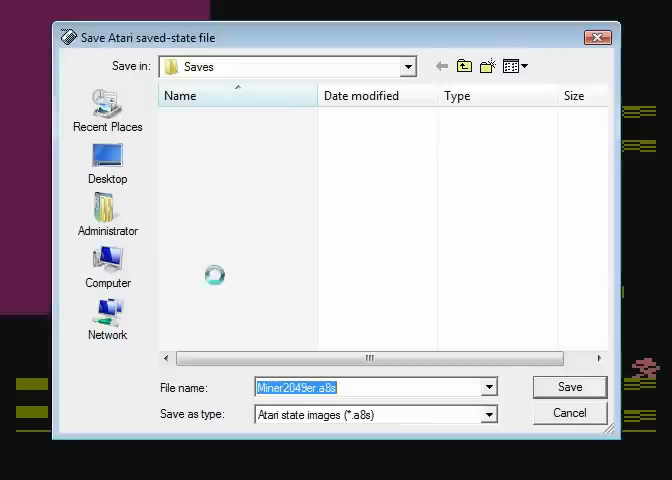 Save Atari saved-state file
Save in: Saves
Name Date modified Type Size
Recent Places
Desktop
Administrator
Computer
Network
File name: Miner2049er.a8s Save
Save as type: Atari state images (*.a8s) Cancel